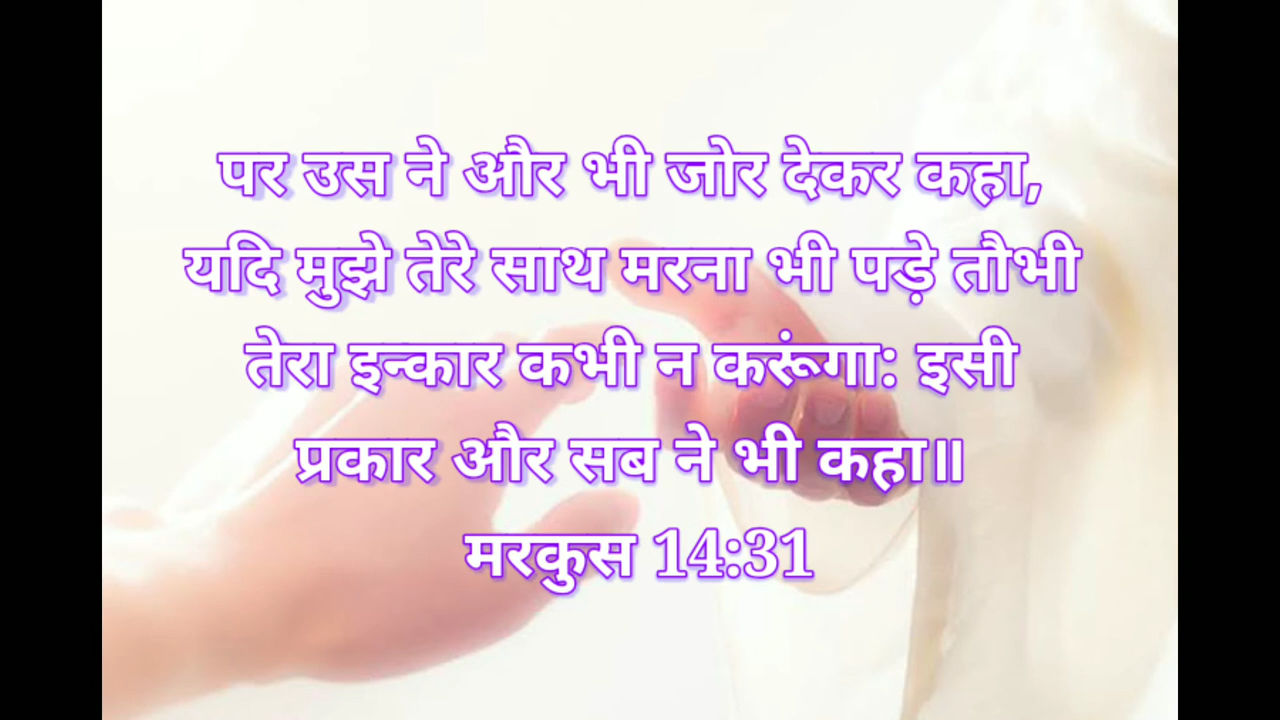 पर उस ने और भी जोर देकर कहा,
यदि मुझे तेरे साथ मरना भी पड़े तौभी
तेरा इन्कार कभी न करूंगा: इसी
प्रकार और सब ने भी कहा॥
मरकुस 14:31